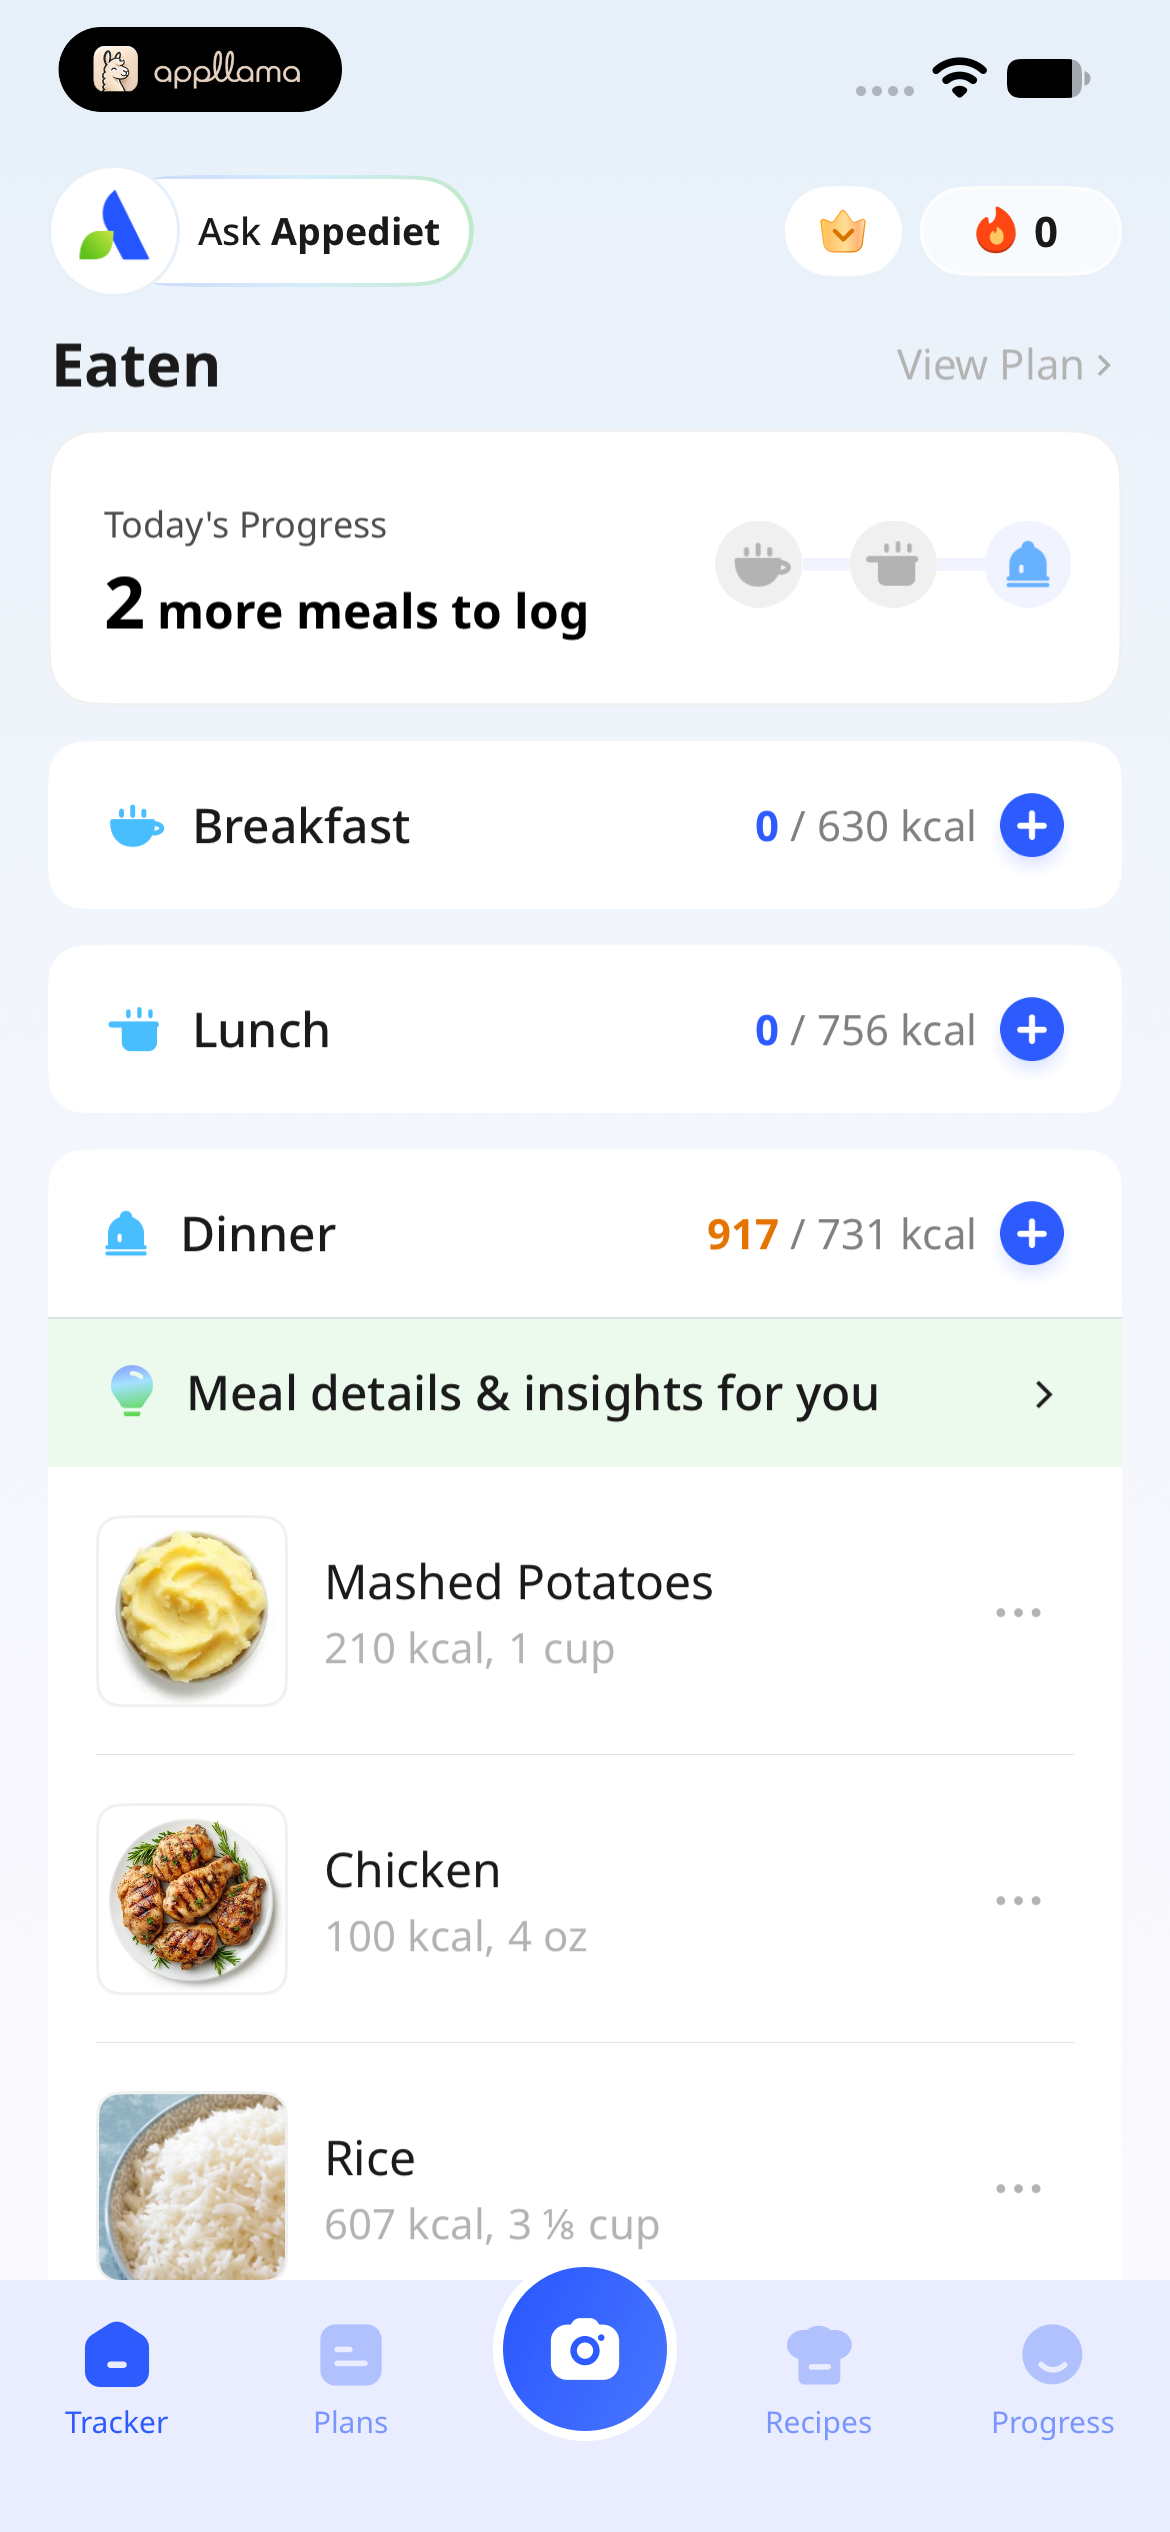 appllama
Ask Appediet
0
Eaten
View Plan
Today's Progress
2 more meals to log
Breakfast
0 / 630 kcal
Lunch
0 / 756 kcal
Dinner
917 / 731 kcal
Meal details & insights for you
Mashed Potatoes
210 kcal, 1 cup
Chicken
100 kcal, 4 oz
Rice
607 kcal, 3 ⅛ cup
Tracker
Plans
Recipes
Progress